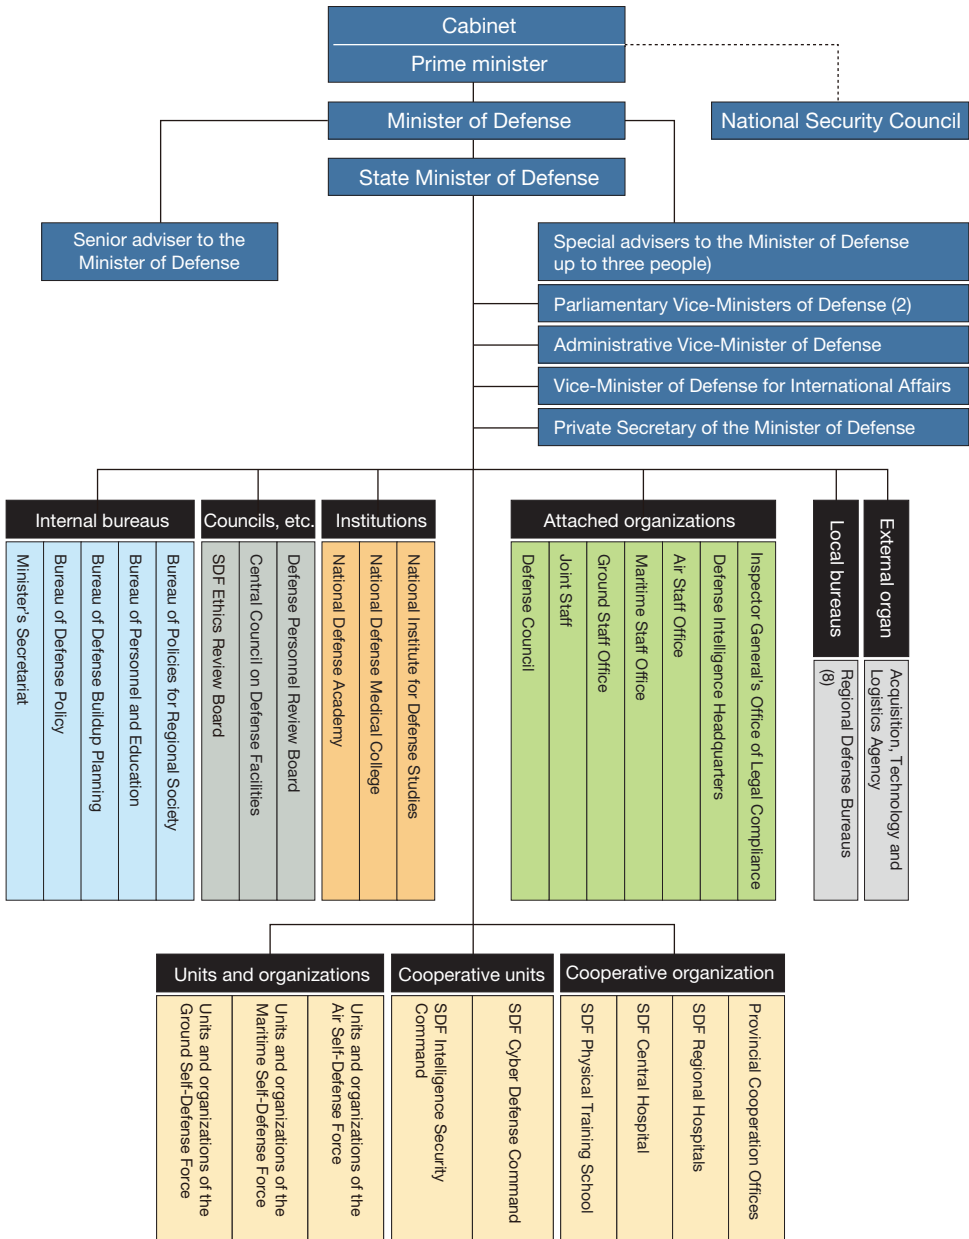 Cabinet
Prime minister
Minister of Defense
National Security Council
State Minister of Defense
Senior adviser to the
Minister of Defense
Special advisers to the Minister of Defense
up to three people)
Parliamentary Vice-Ministers of Defense (2)
Administrative Vice-Minister of Defense
Vice-Minister of Defense for International Affairs
Private Secretary of the Minister of Defense
Internal bureaus
Minister's Secretariat
Bureau of Defense Policy
Bureau of Defense Buildup Planning
Bureau of Personnel and Education
Bureau of Policies for Regional Society
Councils, etc.
SDF Ethics Review Board
Central Council on Defense Facilities
Defense Personnel Review Board
Institutions
National Defense Academy
National Defense Medical College
National Institute for Defense Studies
Attached organizations
Defense Council
Joint Staff
Ground Staff Office
Maritime Staff Office
Air Staff Office
Defense Intelligence Headquarters
Inspector General's Office of Legal Compliance
Local bureaus
Regional Defense Bureaus
(8)
External organ
Acquisition, Technology and
Logistics Agency
Units and organizations
Units and organizations of the
Ground Self-Defense Force
Units and organizations of the
Maritime Self-Defense Force
Units and organizations of the
Air Self-Defense Force
Cooperative units
SDF Intelligence Security
Command
SDF Cyber Defense Command
Cooperative organization
SDF Physical Training School
SDF Central Hospital
SDF Regional Hospitals
Provincial Cooperation Offices